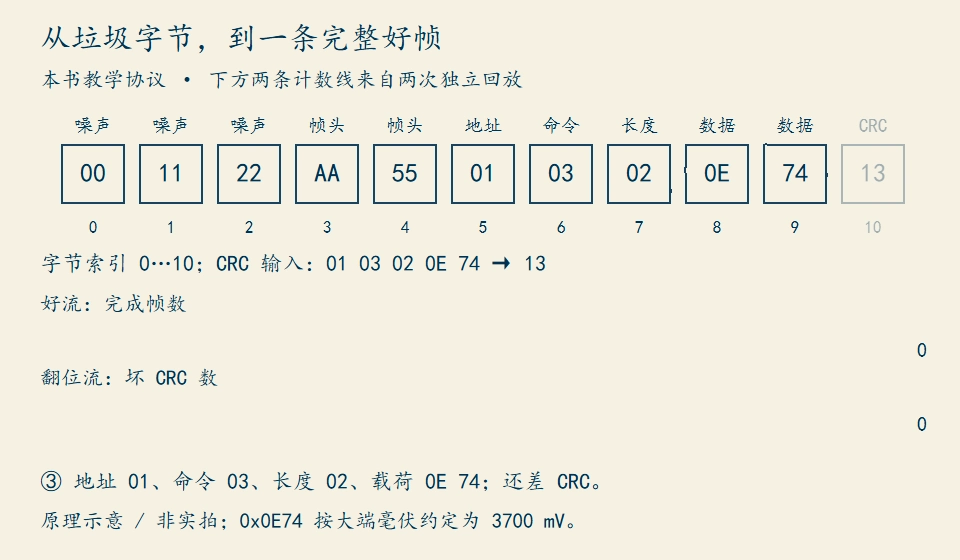 从垃圾字节，到一条完整好帧
本书教学协议 • 下方两条计数线来自两次独立回放
噪声 噪声 噪声 帧头 帧头 地址 命令 长度 数据 数据 CRC
00 11 22 AA 55 01 03 02 0E 74 13
0 1 2 3 4 5 6 7 8 9 10
字节索引 0…10；CRC 输入：01 03 02 0E 74 → 13
好流：完成帧数
0
翻位流：坏 CRC 数
0
③ 地址 01、命令 03、长度 02、载荷 0E 74；还差 CRC。
原理示意 / 非实拍；0x0E74 按大端毫伏约定为 3700 mV。